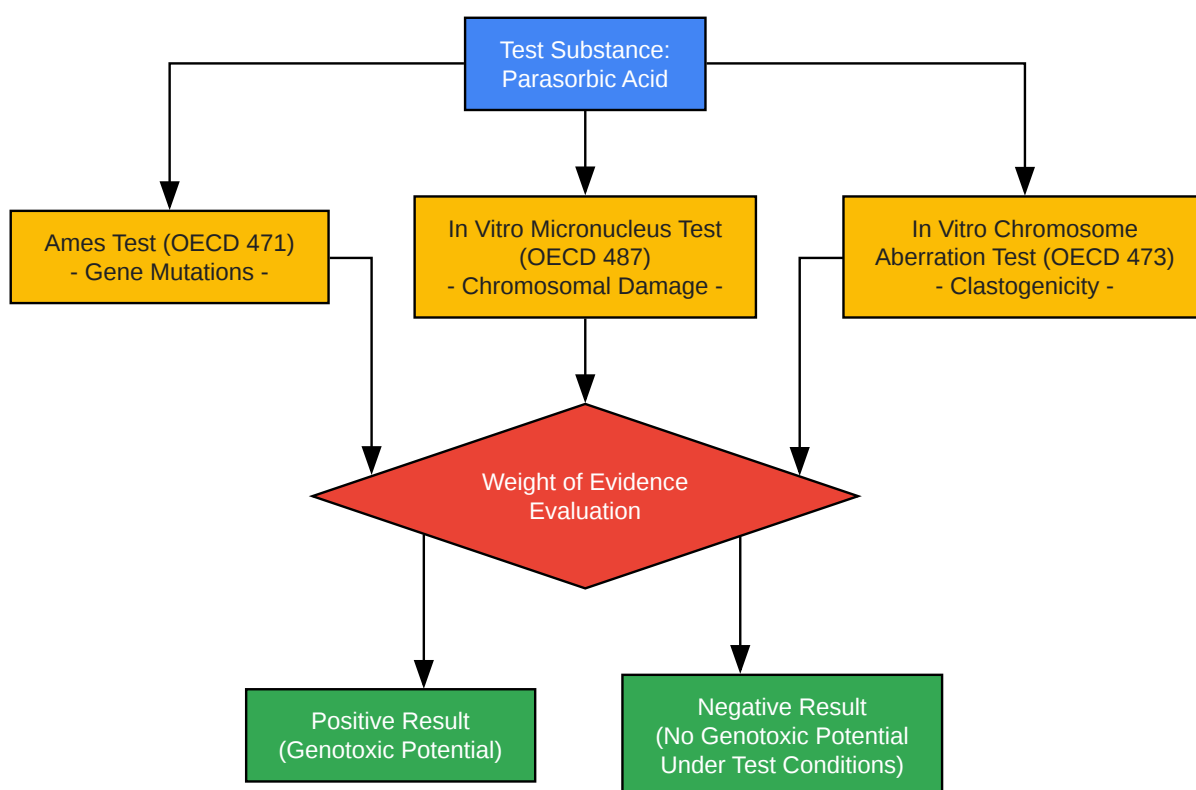 Test Substance:
Parasorbic Acid
Ames Test (OECD 471)
- Gene Mutations -
In Vitro Micronucleus Test
(OECD 487)
- Chromosomal Damage -
In Vitro Chromosome
Aberration Test (OECD 473)
- Clastogenicity -
Weight of Evidence
Evaluation
Positive Result
(Genotoxic Potential)
Negative Result
(No Genotoxic Potential
Under Test Conditions)